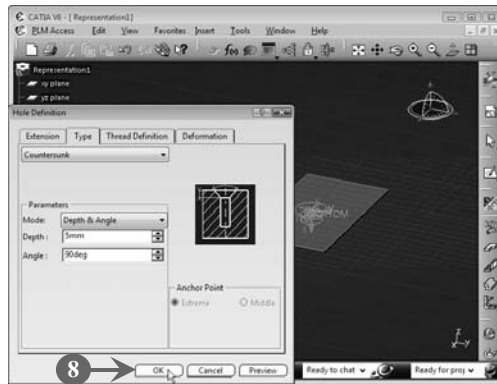 CATIA V6 - [Representation1]
PLM Access Edit View Favorites Insert Tools Window Help
Representation1
xy plane
yz plane
Hole Definition
Extension Type Thread Definition Deformation
Countersunk
Parameters
Mode: Depth & Angle
Depth : 5mm
Angle : 90deg
Anchor Point
Extreme Middle
8 OK Cancel Preview
Ready to chat Ready for proj